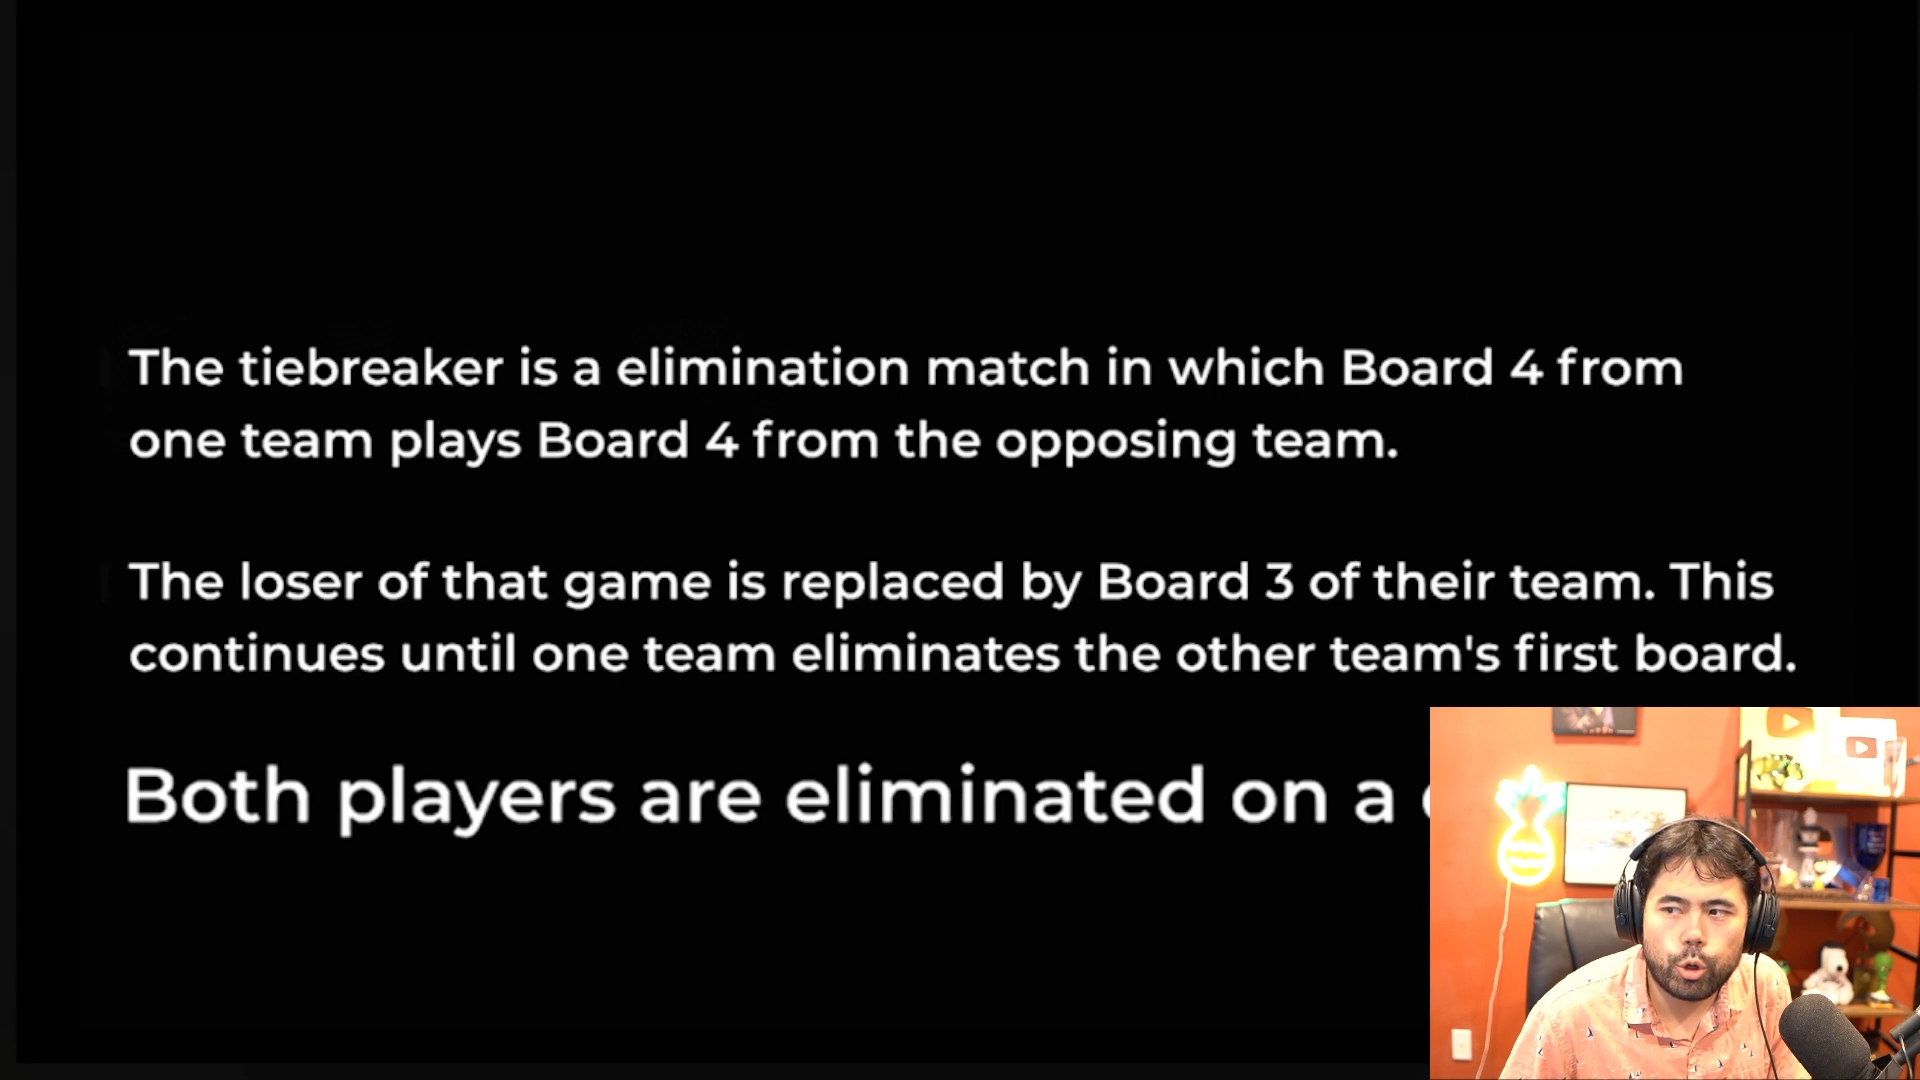 The tiebreaker is a elimination match in which Board 4 from
one team plays Board 4 from the opposing team.
The loser of that game is replaced by Board 3 of their team. This
continues until one team eliminates the other team's first board.
Both players are eliminated on a